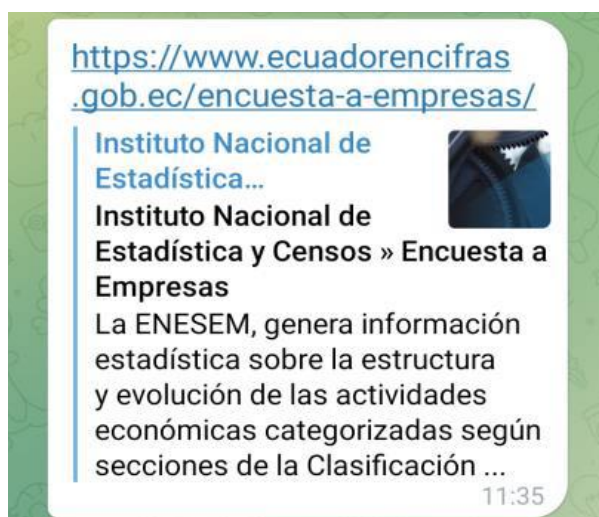 https://www.ecuadorencifras
.gob.ec/encuesta-a-empresas/
Instituto Nacional de
Estadística...
Instituto Nacional de
Estadística y Censos » Encuesta a
Empresas
La ENESEM, genera información
estadística sobre la estructura
y evolución de las actividades
económicas categorizadas según
secciones de la Clasificación ...
11:35